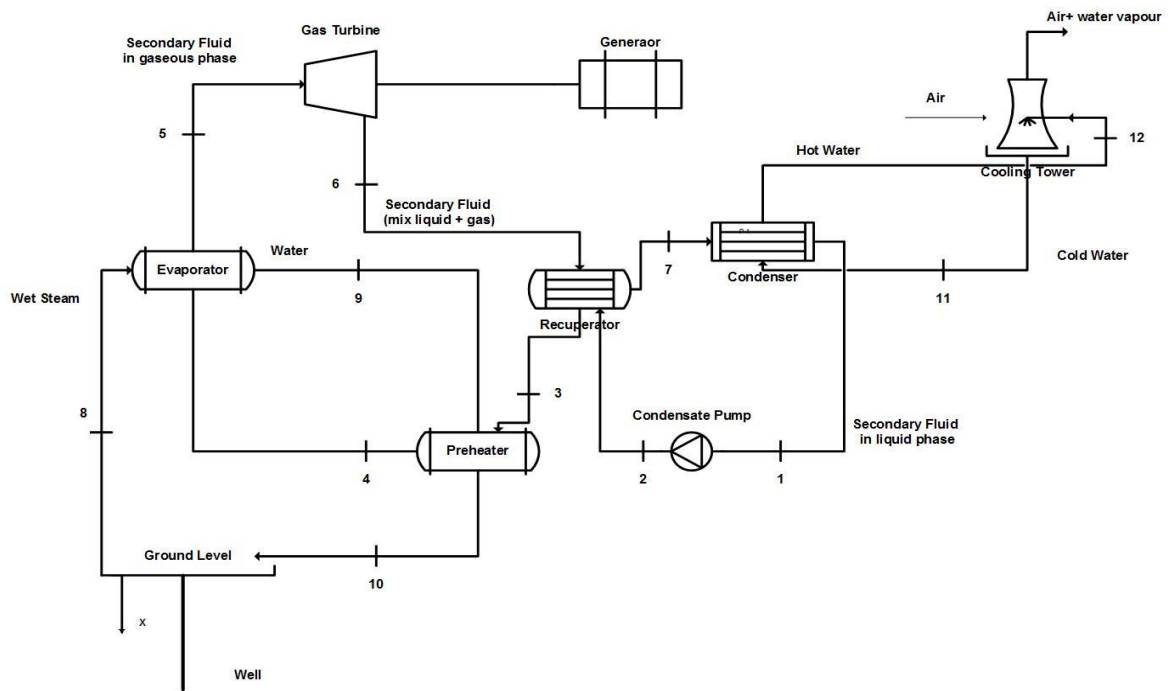 Air+ water vapour
Gas Turbine
Secondary Fluid
in gaseous phase
Generaor
Air
5
12
Hot Water
6
Cooling Tower
Secondary Fluid
(mix liquid + gas)
Water
Evaporator
7
Condenser
Cold Water
Wet Steam
9
11
Recuperator
3
8
Condensate Pump
Secondary Fluid
in liquid phase
Preheater
4
2
1
Ground Level
10
x
Well